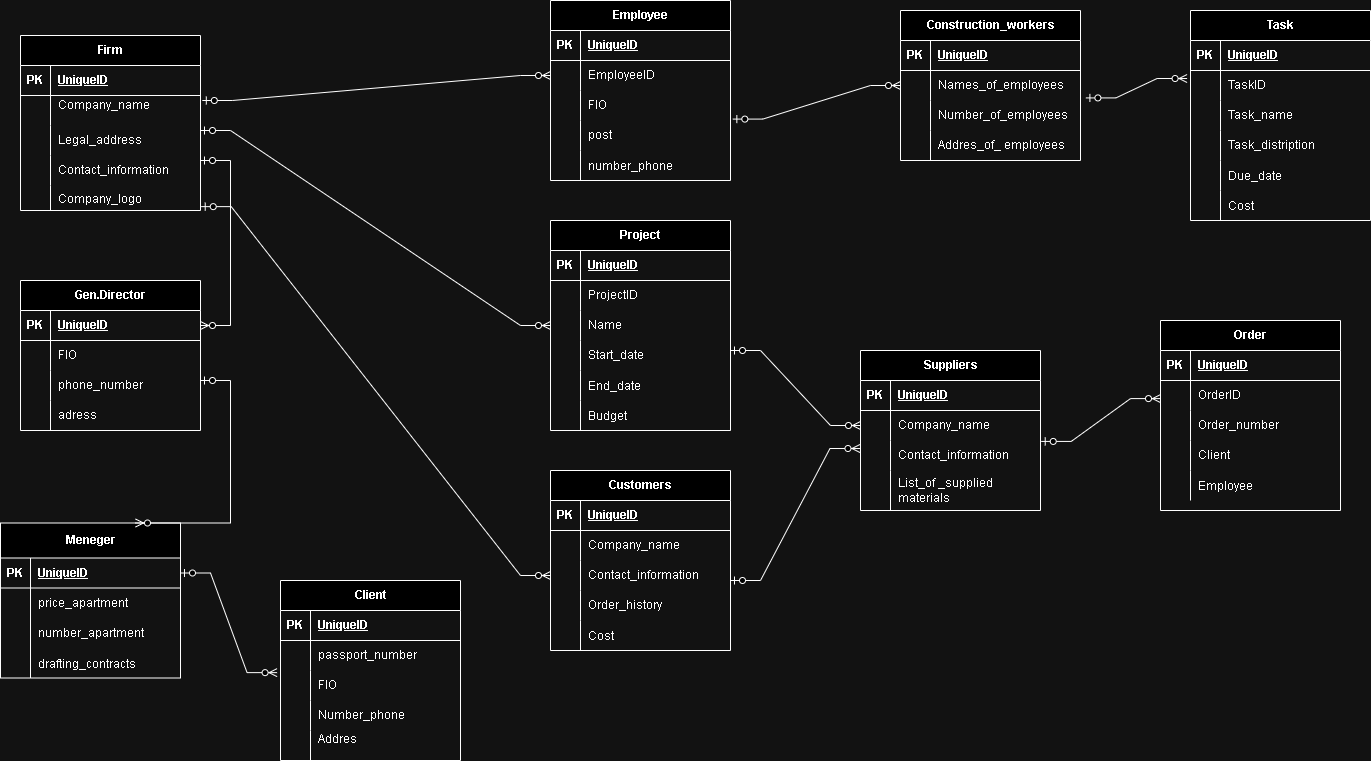 Firm
PK UniqueID
Company_name
Legal_address
Contact_information
Company_logo
Employee
PK UniqueID
EmployeeID
FIO
post
number_phone
Construction_workers
PK UniqueID
Names_of_employees
Number_of_employees
Addres_of_ employees
Task
PK UniqueID
TaskID
Task_name
Task_distription
Due_date
Cost
Gen.Director
PK UniqueID
FIO
phone_number
adress
Project
PK UniqueID
ProjectID
Name
Start_date
End_date
Budget
Suppliers
PK UniqueID
Company_name
Contact_information
List_of _supplied
materials
Order
PK UniqueID
OrderID
Order_number
Client
Employee
Meneger
PK UniqueID
price_apartment
number_apartment
drafting_contracts
Client
PK UniqueID
passport_number
FIO
Number_phone
Addres
Customers
PK UniqueID
Company_name
Contact_information
Order_history
Cost